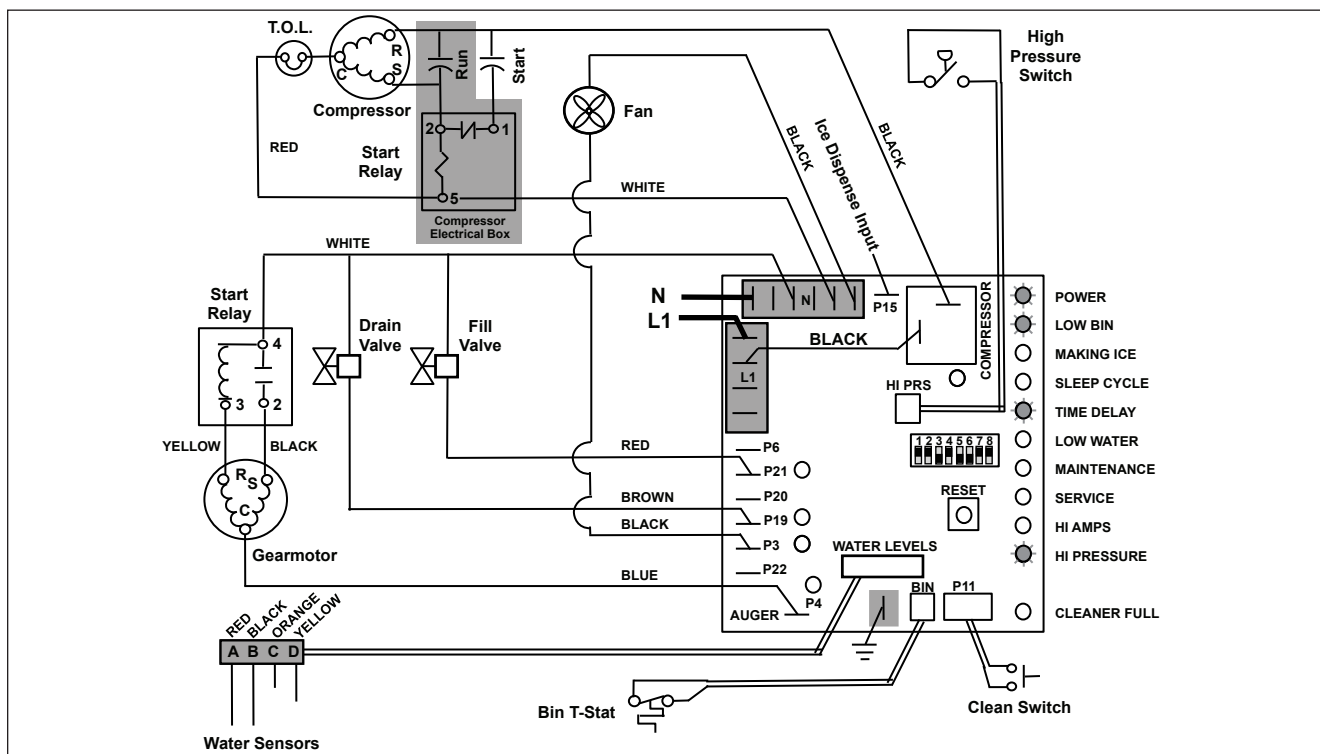 T.O.L.
R
S
C
Compressor
Run
Start
High
Pressure
Switch
Fan
BLACK
Ice Dispense Input
BLACK
RED
2
1
Start
Relay
5
Compressor
Electrical Box
WHITE
WHITE
Start
Relay
4
3
2
Drain
Valve
Fill
Valve
N
L1
N
P15
BLACK
L1
COMPRESSOR
HI PRS
POWER
LOW BIN
MAKING ICE
SLEEP CYCLE
TIME DELAY
LOW WATER
MAINTENANCE
SERVICE
HI AMPS
HI PRESSURE
CLEANER FULL
1 2 3 4 5 6 7 8
RESET
YELLOW
BLACK
R
S
C
Gearmotor
RED
BROWN
BLACK
BLUE
P6
P21
P20
P19
P3
P22
P4
AUGER
WATER LEVELS
BIN
P11
RED
BLACK
ORANGE
YELLOW
A B C D
Water Sensors
Bin T-Stat
Clean Switch